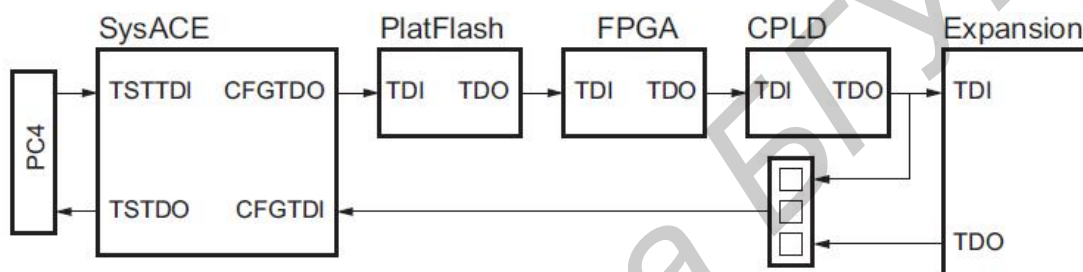 SysACE PlatFlash FPGA CPLD Expansion
TSTTDI CFGTDO TDI TDO TDI TDO TDI TDO TDI
PC4
TSTDO CFGTDI TDO